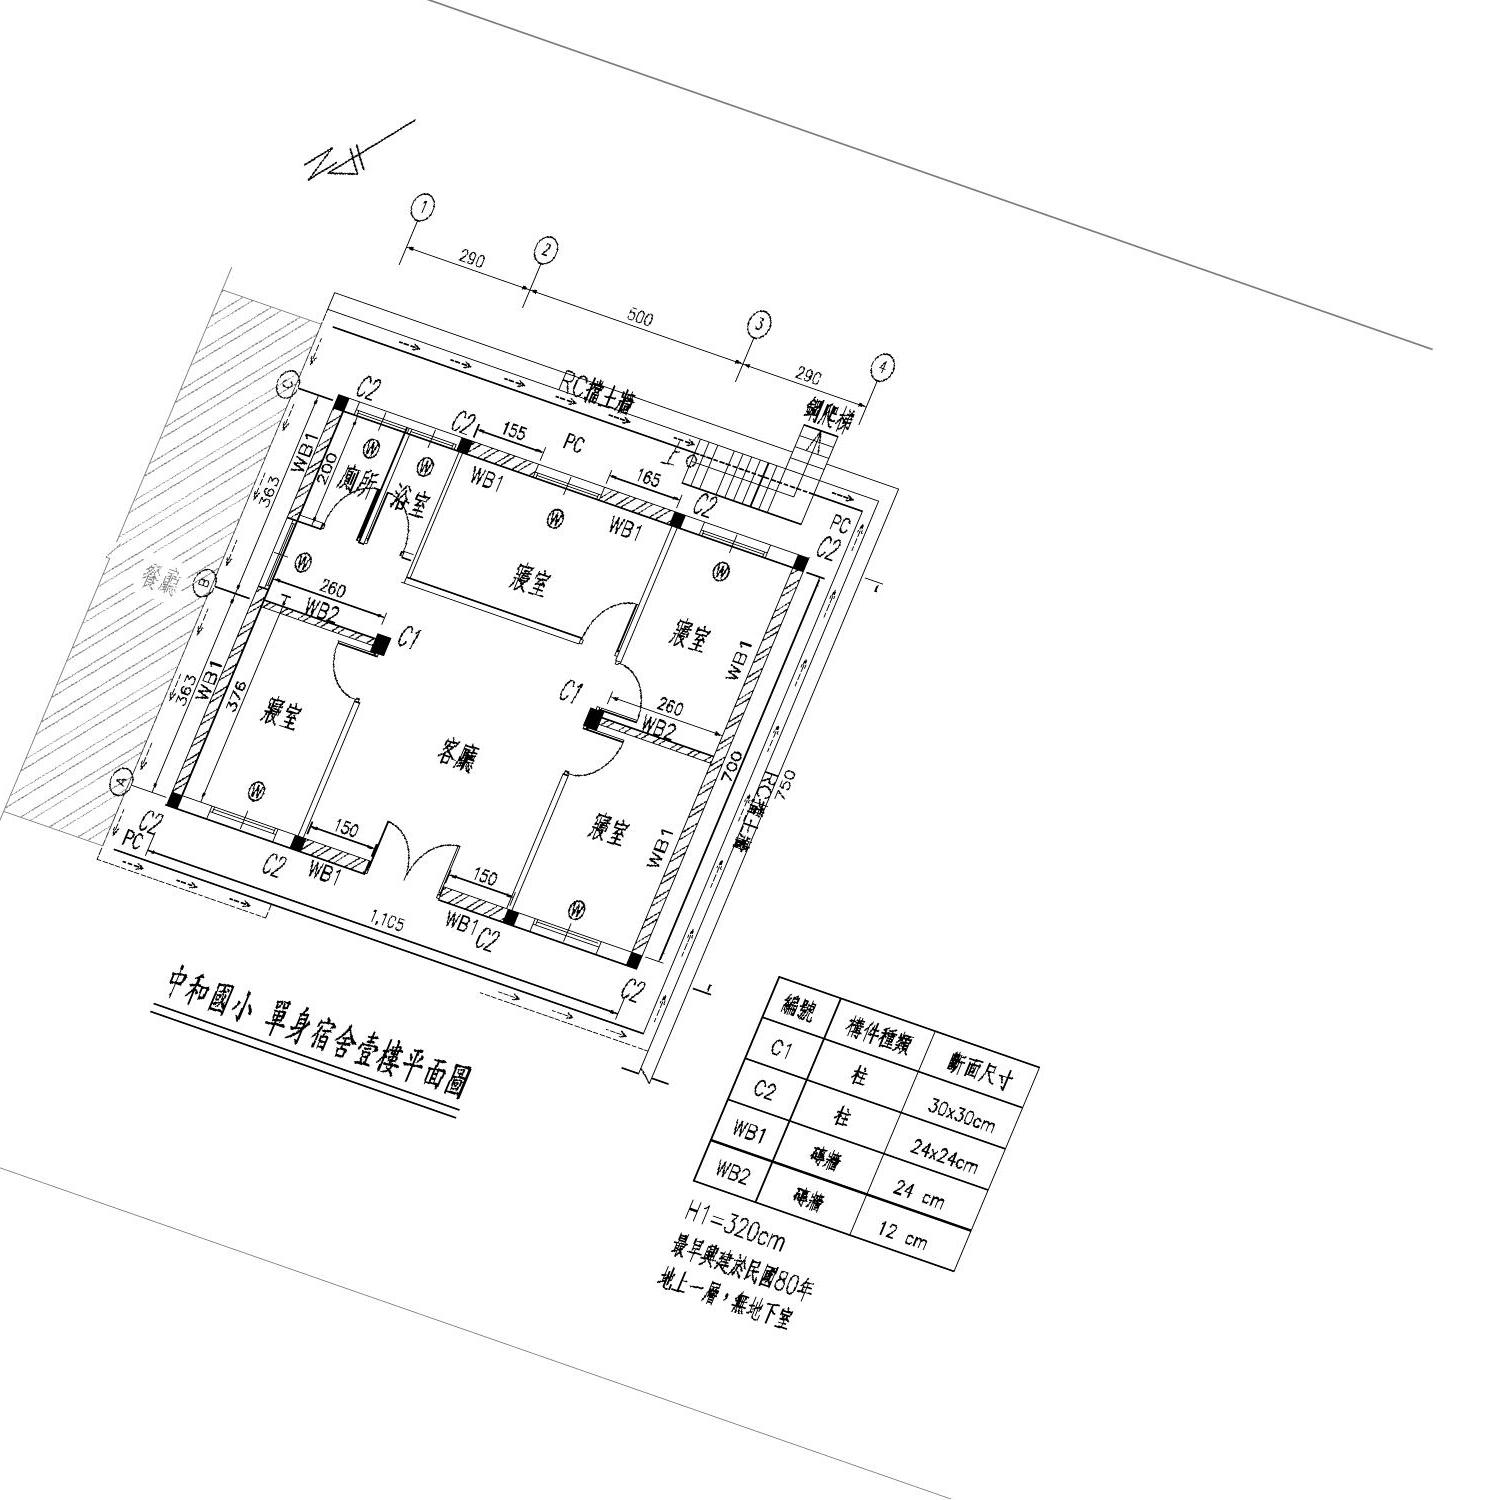 N
1
2
3
4
290
500
290
RC擋土牆
鋼爬梯
C
C2
C2
155
PC
上
165
C2
PC
C2
WB1
200
363
廁所
浴室
W
W
WB1
W
WB1
W
W
寢室
寢室
餐廳
B
260
WB2
C1
C1
260
WB2
WB1
363
WB1
376
寢室
客廳
寢室
700
750
RC擋土牆
WB1
A
W
W
C2
PC
C2
150
WB1
150
WB1
C2
C2
1,105
中和國小 單身宿舍壹樓平面圖
編號 構件種類 斷面尺寸
C1 柱 30x30cm
C2 柱 24x24cm
WB1 磚牆 24 cm
WB2 磚牆 12 cm
H1=320cm
最早興建於民國80年
地上一層，無地下室